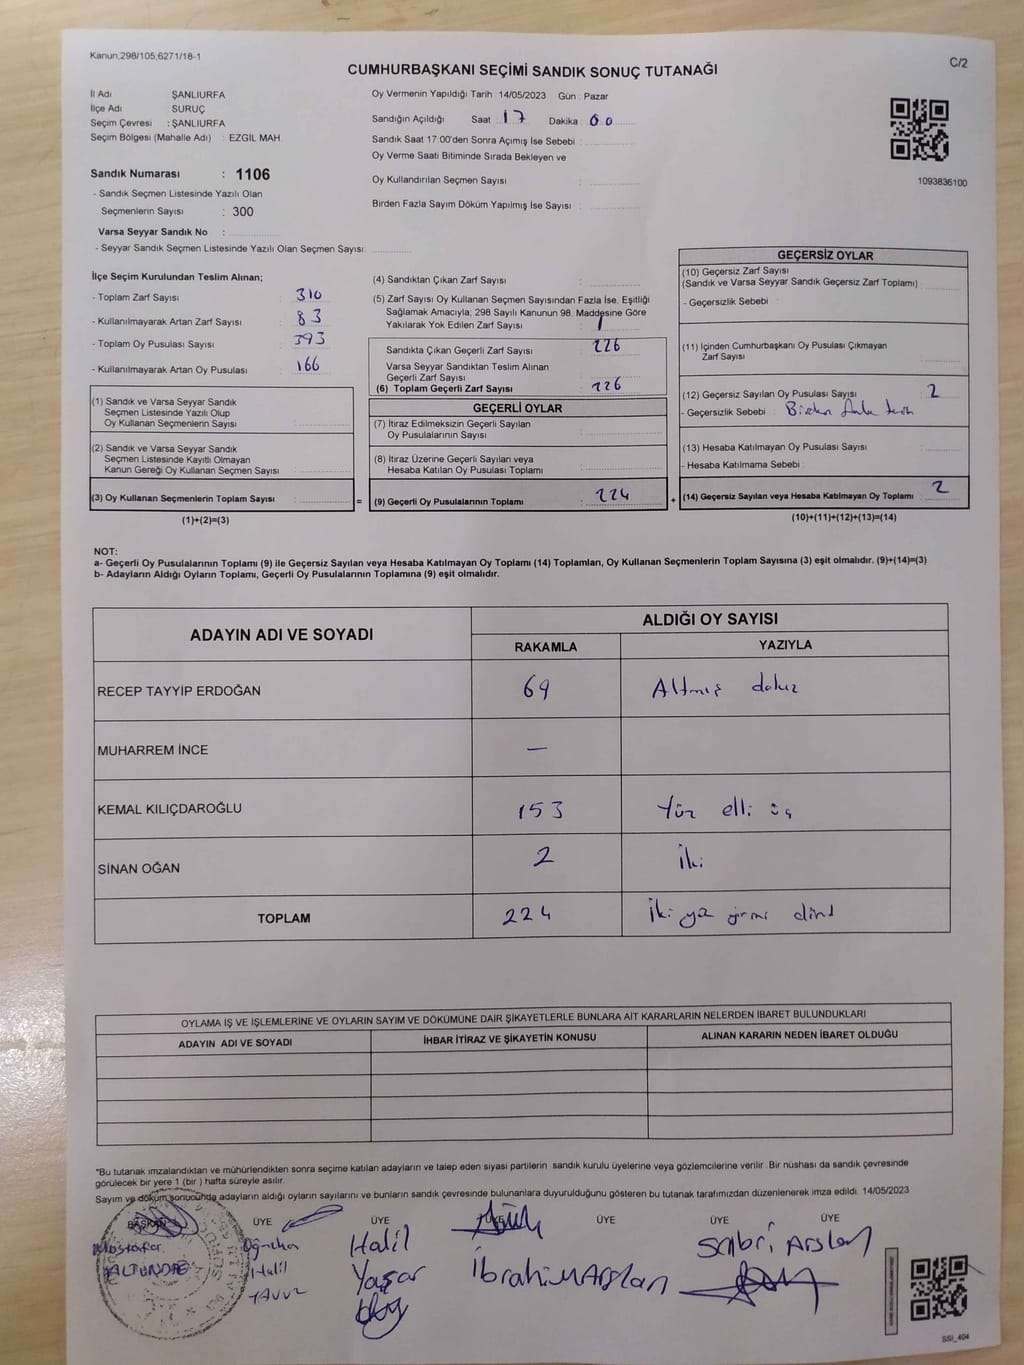 Kanun;298/105,6271/18-1
C/2
CUMHURBAŞKANI SEÇİMİ SANDIK SONUÇ TUTANAĞI
İl Adı ŞANLIURFA
İlçe Adı SURUÇ
Seçim Çevresi : ŞANLIURFA
Seçim Bölgesi (Mahalle Adı) : EZGİL MAH.
Sandık Numarası : 1106
- Sandık Seçmen Listesinde Yazılı Olan
Seçmenlerin Sayısı : 300
Varsa Seyyar Sandık No :
- Seyyar Sandık Seçmen Listesinde Yazılı Olan Seçmen Sayısı:
Oy Vermenin Yapıldığı Tarih : 14/05/2023 Gün : Pazar
Sandığın Açıldığı Saat : 17 Dakika : 00
Sandık Saat 17:00'den Sonra Açımış İse Sebebi :
Oy Verme Saati Bitiminde Sırada Bekleyen ve
Oy Kullandırılan Seçmen Sayısı :
Birden Fazla Sayım Döküm Yapılmış İse Sayısı :
1093836100
İlçe Seçim Kurulundan Teslim Alınan;
- Toplam Zarf Sayısı : 310
- Kullanılmayarak Artan Zarf Sayısı : 83
- Toplam Oy Pusulası Sayısı : 393
- Kullanılmayarak Artan Oy Pusulası : 166
(1) Sandık ve Varsa Seyyar Sandık
Seçmen Listesinde Yazılı Olup
Oy Kullanan Seçmenlerin Sayısı :
(2) Sandık ve Varsa Seyyar Sandık
Seçmen Listesinde Kayıtlı Olmayan
Kanun Gereği Oy Kullanan Seçmen Sayısı :
(3) Oy Kullanan Seçmenlerin Toplam Sayısı :
(1)+(2)=(3)
(4) Sandıktan Çıkan Zarf Sayısı :
(5) Zarf Sayısı Oy Kullanan Seçmen Sayısından Fazla İse, Eşitliği
Sağlamak Amacıyla; 298 Sayılı Kanunun 98. Maddesine Göre
Yakılarak Yok Edilen Zarf Sayısı : 1
Sandıkta Çıkan Geçerli Zarf Sayısı : 226
Varsa Seyyar Sandıktan Teslim Alınan
Geçerli Zarf Sayısı :
(6) Toplam Geçerli Zarf Sayısı : 226
GEÇERLİ OYLAR
(7) İtiraz Edilmeksizin Geçerli Sayılan
Oy Pusulalarının Sayısı :
(8) İtiraz Üzerine Geçerli Sayılan veya
Hesaba Katılan Oy Pusulası Toplamı :
= (9) Geçerli Oy Pusulalarının Toplamı : 224
GEÇERSİZ OYLAR
(10) Geçersiz Zarf Sayısı
(Sandık ve Varsa Seyyar Sandık Geçersiz Zarf Toplamı) :
- Geçersizlik Sebebi :
(11) İçinden Cumhurbaşkanı Oy Pusulası Çıkmayan
Zarf Sayısı :
(12) Geçersiz Sayılan Oy Pusulası Sayısı : 2
- Geçersizlik Sebebi : Birden
(13) Hesaba Katılmayan Oy Pusulası Sayısı :
- Hesaba Katılmama Sebebi :
+ (14) Geçersiz Sayılan veya Hesaba Katılmayan Oy Toplamı : 2
(10)+(11)+(12)+(13)=(14)
NOT:
a- Geçerli Oy Pusulalarının Toplamı (9) ile Geçersiz Sayılan veya Hesaba Katılmayan Oy Toplamı (14) Toplamları, Oy Kullanan Seçmenlerin Toplam Sayısına (3) eşit olmalıdır. (9)+(14)=(3)
b- Adayların Aldığı Oyların Toplamı, Geçerli Oy Pusulalarının Toplamına (9) eşit olmalıdır.
ADAYIN ADI VE SOYADI ALDIĞI OY SAYISI
RAKAMLA YAZIYLA
RECEP TAYYİP ERDOĞAN 69 Altmış dokuz
MUHARREM İNCE —
KEMAL KILIÇDAROĞLU 153 Yüz elli üç
SİNAN OĞAN 2 İki
TOPLAM 224 İki yüz yirmi dört
OYLAMA İŞ VE İŞLEMLERİNE VE OYLARIN SAYIM VE DÖKÜMÜNE DAİR ŞİKAYETLERLE BUNLARA AİT KARARLARIN NELERDEN İBARET BULUNDUKLARI
ADAYIN ADI VE SOYADI İHBAR İTİRAZ VE ŞİKAYETİN KONUSU ALINAN KARARIN NEDEN İBARET OLDUĞU
*Bu tutanak imzalandıktan ve mühürlendikten sonra seçime katılan adayların ve talep eden siyasi partilerin sandık kurulu üyelerine veya gözlemcilerine verilir. Bir nüshası da sandık çevresinde
görülecek bir yere 1 (bir ) hafta süreyle asılır.
Sayım ve döküm sonucunda adayların aldığı oyların sayılarını ve bunların sandık çevresinde bulunanlara duyurulduğunu gösteren bu tutanak tarafımızdan düzenlenerek imza edildi. 14/05/2023
BAŞKAN ÜYE ÜYE ÜYE ÜYE ÜYE ÜYE
Mustafa
ALTUNDAĞ
Halil
YAVUZ
Halil
Yaşar
İbrahim Arslan
Sabri Arslan
SSI_404